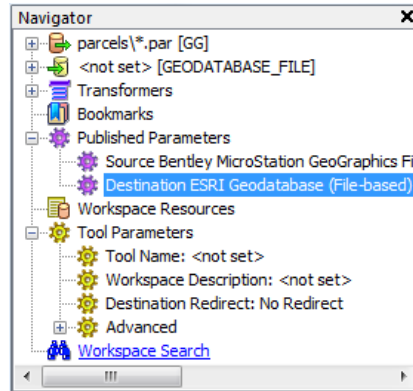 Navigator
parcels\*.par [GG]
<not set> [GEODATABASE_FILE]
Transformers
Bookmarks
Published Parameters
Source Bentley MicroStation GeoGraphics Fi
Destination ESRI Geodatabase (File-based)
Workspace Resources
Tool Parameters
Tool Name: <not set>
Workspace Description: <not set>
Destination Redirect: No Redirect
Advanced
Workspace Search